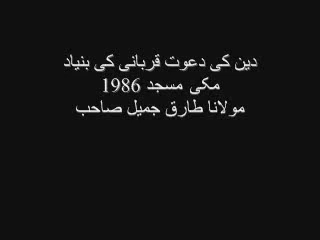 دین کی دعوت قربانی کی بنیاد
مکی مسجد 1986
مولانا طارق جمیل صاحب